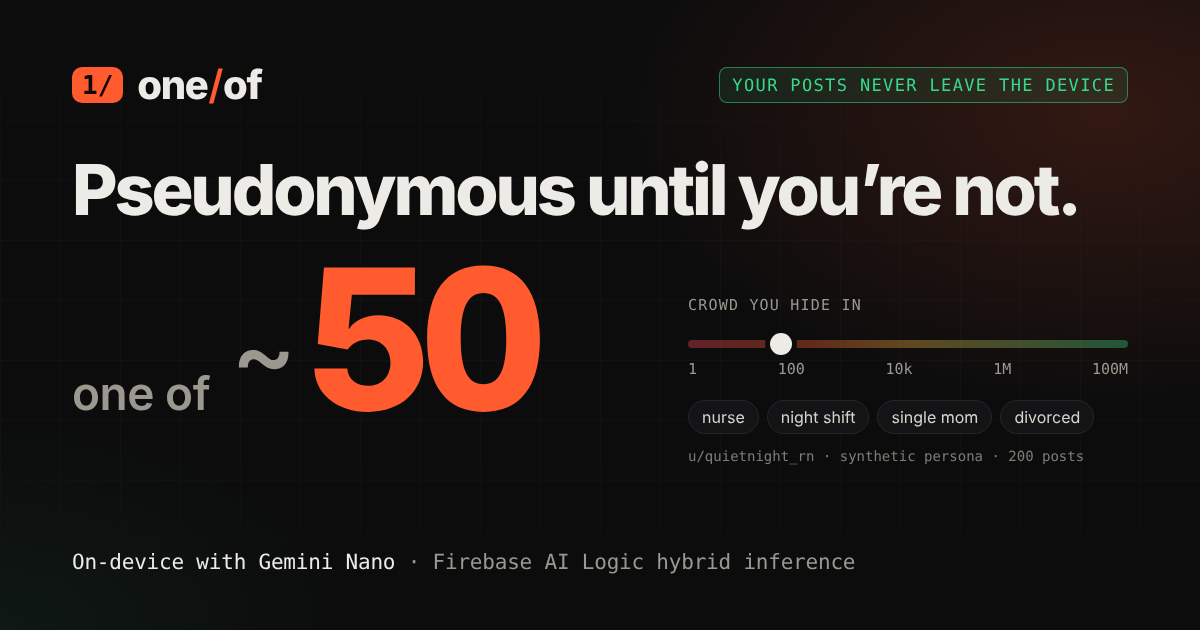 1/ one/of
YOUR POSTS NEVER LEAVE THE DEVICE
Pseudonymous until you’re not.
one of ~ 50
CROWD YOU HIDE IN
1 100 10k 1M 100M
nurse night shift single mom divorced
u/quietnight_rn · synthetic persona · 200 posts
On-device with Gemini Nano · Firebase AI Logic hybrid inference